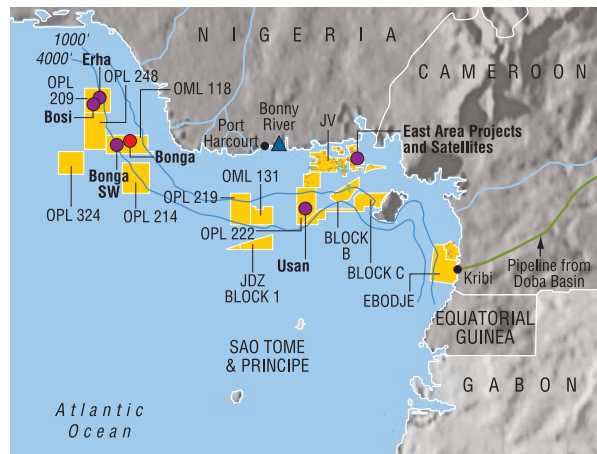 NIGERIA
CAMEROON
1000'
4000'
Erha
OPL 248
OML 118
OPL
209
Bosi
Port
Harcourt
Bonny
River
JV
East Area Projects
and Satellites
Bonga
Bonga
SW
OPL 324
OPL 214
OPL 219
OML 131
OPL 222
Usan
BLOCK
B
BLOCK C
JDZ
BLOCK 1
EBODJE
Kribi
Pipeline from
Doba Basin
EQUATORIAL
GUINEA
SAO TOME
& PRINCIPE
GABON
Atlantic
Ocean